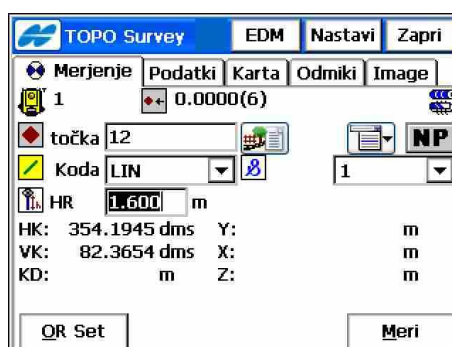 TOPO Survey EDM Nastavi Zapri
Merjenje Podatki Karta Odmiki Image
1 0.0000(6)
točka 12 NP
Koda LIN 1
HR 1.600 m
HK: 354.1945 dms Y: m
VK: 82.3654 dms X: m
KD: m Z: m
QR Set Meri